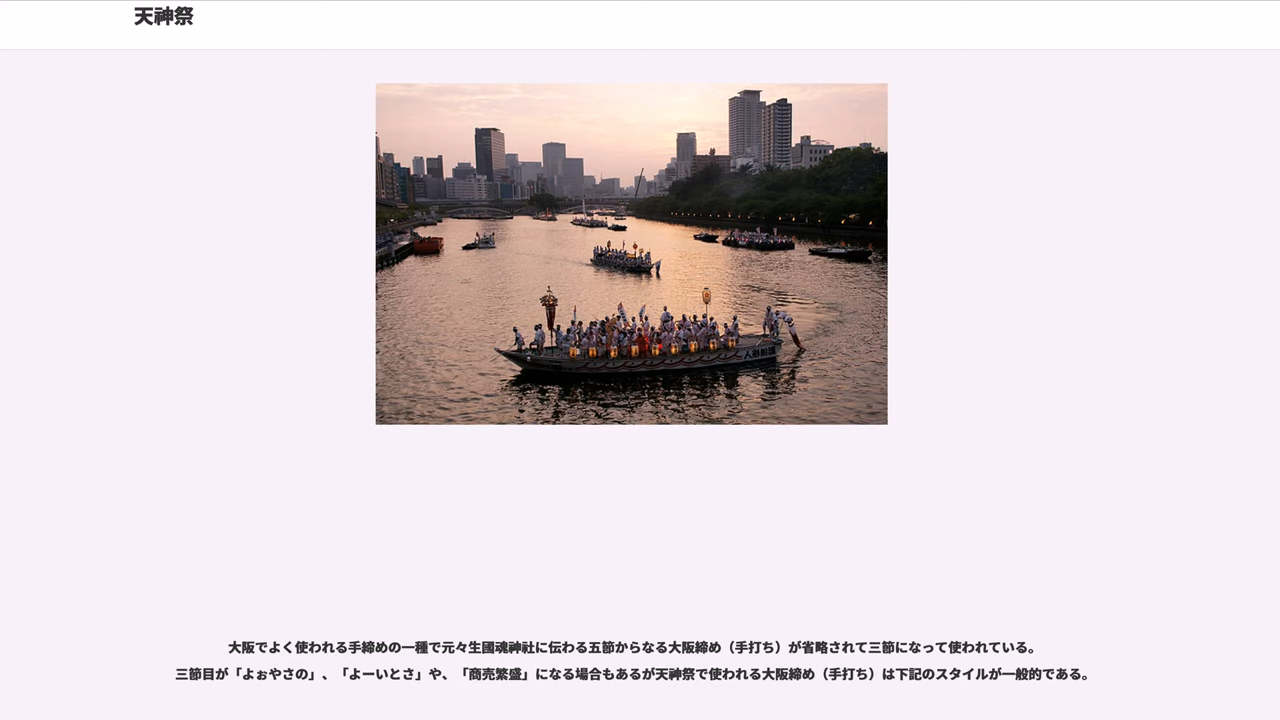 天神祭
大阪でよく使われる手締めの一種で元々生國魂神社に伝わる五節からなる大阪締め（手打ち）が省略されて三節になって使われている。
三節目が「よぉやさの」、「よーいとさ」や、「商売繁盛」になる場合もあるが天神祭で使われる大阪締め（手打ち）は下記のスタイルが一般的である。